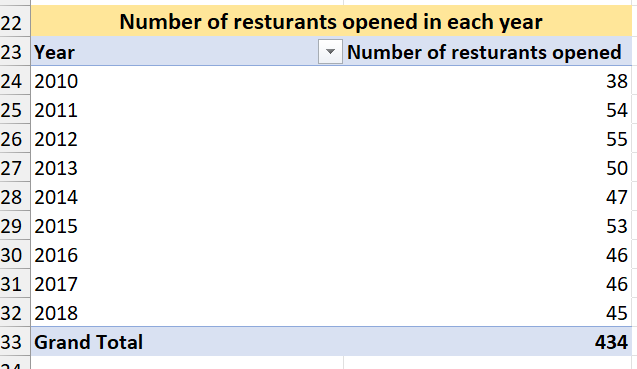 22 Number of resturants opened in each year
23 Year Number of resturants opened
24 2010 38
25 2011 54
26 2012 55
27 2013 50
28 2014 47
29 2015 53
30 2016 46
31 2017 46
32 2018 45
33 Grand Total 434